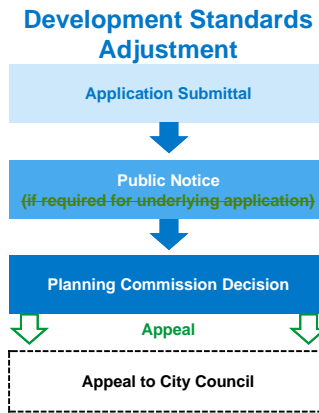 Development Standards
Adjustment
Application Submittal
Public Notice
(if required for underlying application)
Planning Commission Decision
Appeal
Appeal to City Council